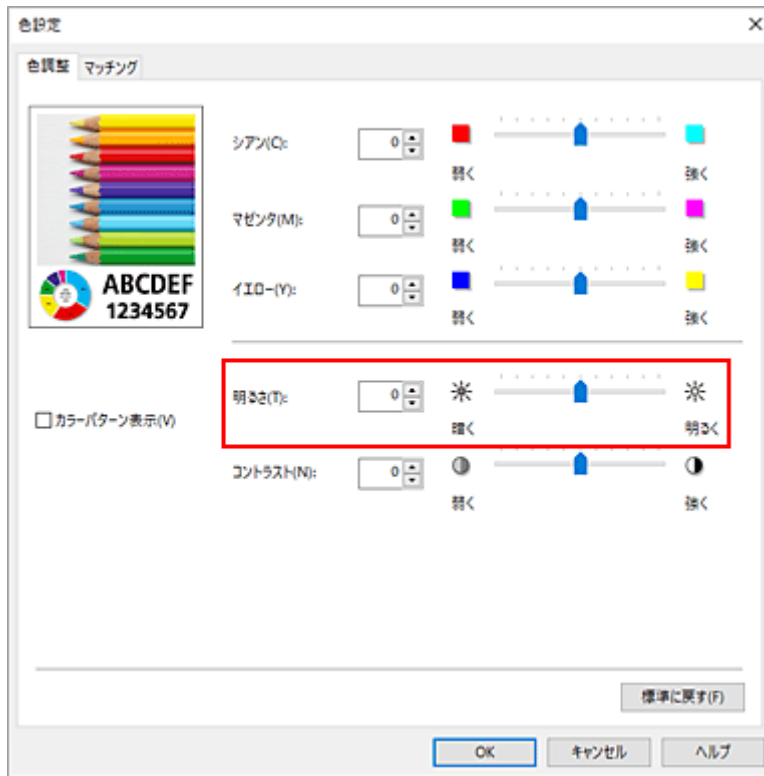 色設定
色調整 マッチング
シアン(C): 0 弱く 強く
ABCDEF
1234567
マゼンタ(M): 0 弱く 強く
イエロー(Y): 0 弱く 強く
明るさ(T): 0 暗く 明るく
カラーパターン表示(V)
コントラスト(N): 0 弱く 強く
標準に戻す(F)
OK キャンセル ヘルプ